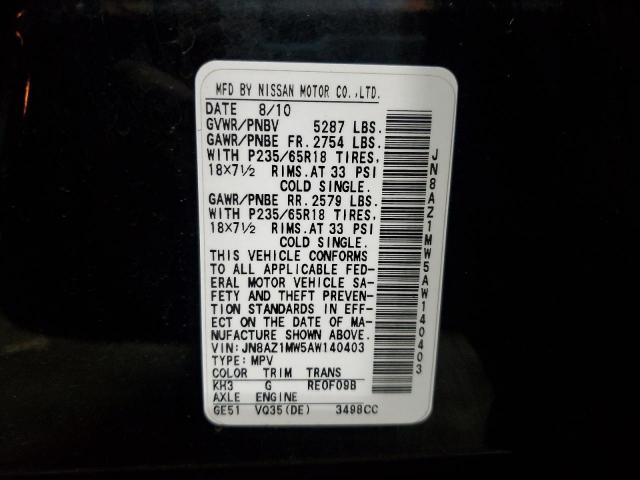 MFD BY NISSAN MOTOR CO.,LTD.
DATE 8/10
GVWR/PNBV 5287 LBS.
GAWR/PNBE FR. 2754 LBS.
WITH P235/65R18 TIRES,
18×7½ RIMS.AT 33 PSI
COLD SINGLE.
GAWR/PNBE RR. 2579 LBS.
WITH P235/65R18 TIRES,
18×7½ RIMS.AT 33 PSI
COLD SINGLE.
THIS VEHICLE CONFORMS
TO ALL APPLICABLE FED-
ERAL MOTOR VEHICLE SA-
FETY AND THEFT PREVEN-
TION STANDARDS IN EFF-
ECT ON THE DATE OF MA-
NUFACTURE SHOWN ABOVE.
VIN:JN8AZ1MW5AW140403
TYPE: MPV
COLOR TRIM TRANS
KH3 G RE0F09B
AXLE ENGINE
GE51 VQ35(DE) 3498CC
JN8AZ1MW5AW140403